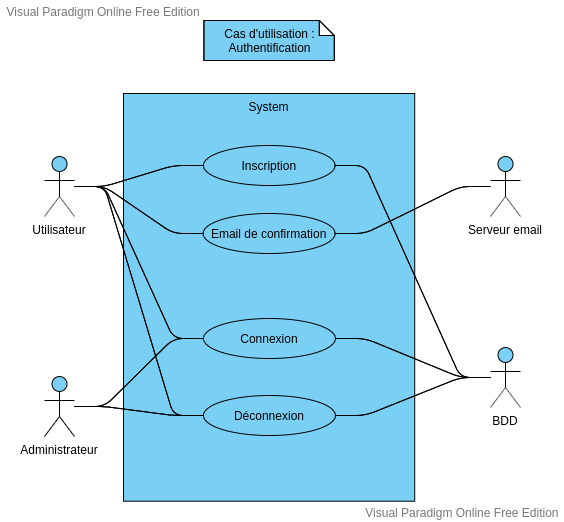 Visual Paradigm Online Free Edition
Cas d'utilisation :
Authentification
System
Inscription
Utilisateur
Serveur email
Email de confirmation
Connexion
Déconnexion
BDD
Administrateur
Visual Paradigm Online Free Edition